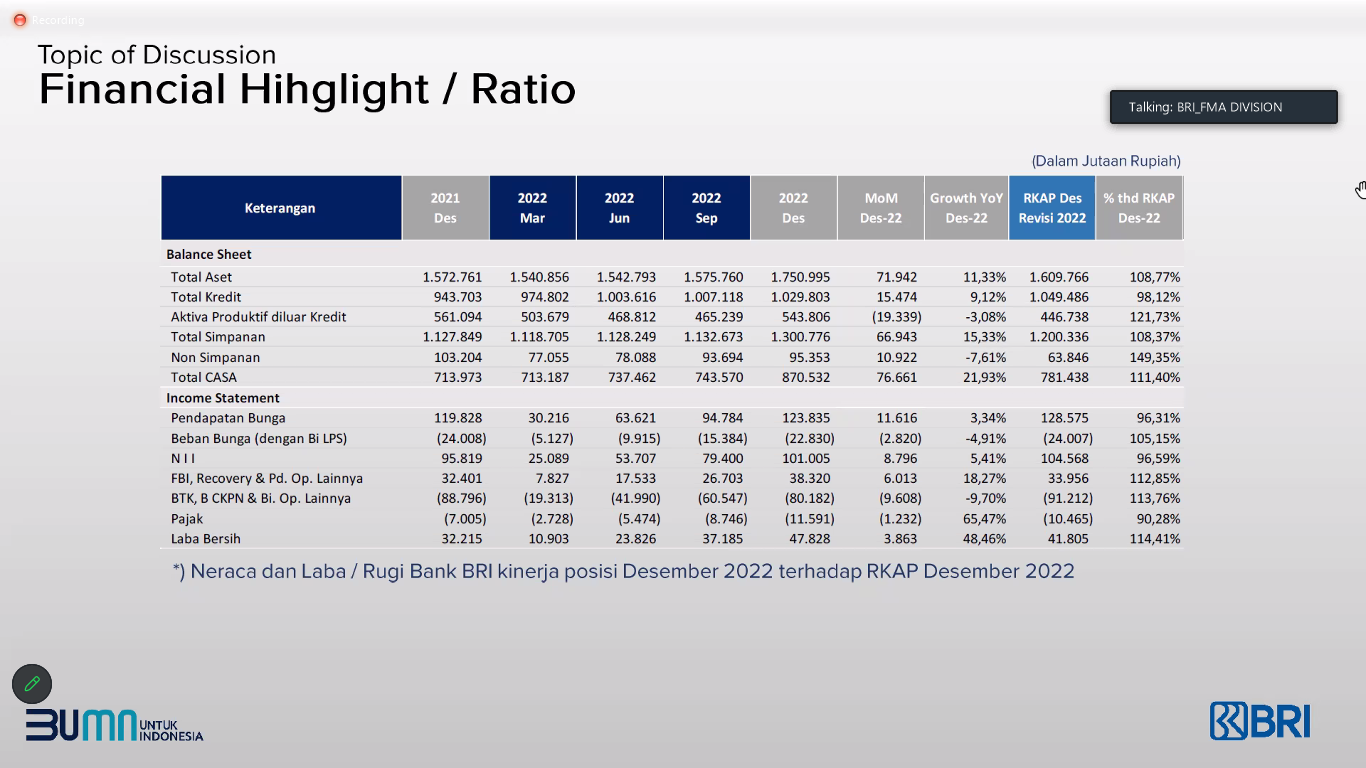 Recording
Topic of Discussion
Financial Hihglight / Ratio
Talking: BRI_FMA DIVISION
(Dalam Jutaan Rupiah)
Keterangan 2021 Des 2022 Mar 2022 Jun 2022 Sep 2022 Des MoM Des-22 Growth YoY Des-22 RKAP Des Revisi 2022 % thd RKAP Des-22
Balance Sheet
Total Aset 1.572.761 1.540.856 1.542.793 1.575.760 1.750.995 71.942 11,33% 1.609.766 108,77%
Total Kredit 943.703 974.802 1.003.616 1.007.118 1.029.803 15.474 9,12% 1.049.486 98,12%
Aktiva Produktif diluar Kredit 561.094 503.679 468.812 465.239 543.806 (19.339) -3,08% 446.738 121,73%
Total Simpanan 1.127.849 1.118.705 1.128.249 1.132.673 1.300.776 66.943 15,33% 1.200.336 108,37%
Non Simpanan 103.204 77.055 78.088 93.694 95.353 10.922 -7,61% 63.846 149,35%
Total CASA 713.973 713.187 737.462 743.570 870.532 76.661 21,93% 781.438 111,40%
Income Statement
Pendapatan Bunga 119.828 30.216 63.621 94.784 123.835 11.616 3,34% 128.575 96,31%
Beban Bunga (dengan Bi LPS) (24.008) (5.127) (9.915) (15.384) (22.830) (2.820) -4,91% (24.007) 105,15%
N I I 95.819 25.089 53.707 79.400 101.005 8.796 5,41% 104.568 96,59%
FBI, Recovery & Pd. Op. Lainnya 32.401 7.827 17.533 26.703 38.320 6.013 18,27% 33.956 112,85%
BTK, B CKPN & Bi. Op. Lainnya (88.796) (19.313) (41.990) (60.547) (80.182) (9.608) -9,70% (91.212) 113,76%
Pajak (7.005) (2.728) (5.474) (8.746) (11.591) (1.232) 65,47% (10.465) 90,28%
Laba Bersih 32.215 10.903 23.826 37.185 47.828 3.863 48,46% 41.805 114,41%
*) Neraca dan Laba / Rugi Bank BRI kinerja posisi Desember 2022 terhadap RKAP Desember 2022
BUMN UNTUK INDONESIA
BRI